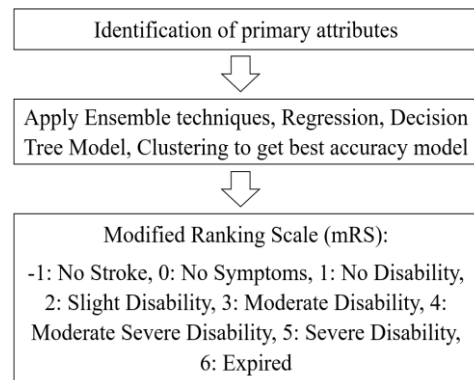 Identification of primary attributes
Apply Ensemble techniques, Regression, Decision
Tree Model, Clustering to get best accuracy model
Modified Ranking Scale (mRS):
-1: No Stroke, 0: No Symptoms, 1: No Disability,
2: Slight Disability, 3: Moderate Disability, 4:
Moderate Severe Disability, 5: Severe Disability,
6: Expired